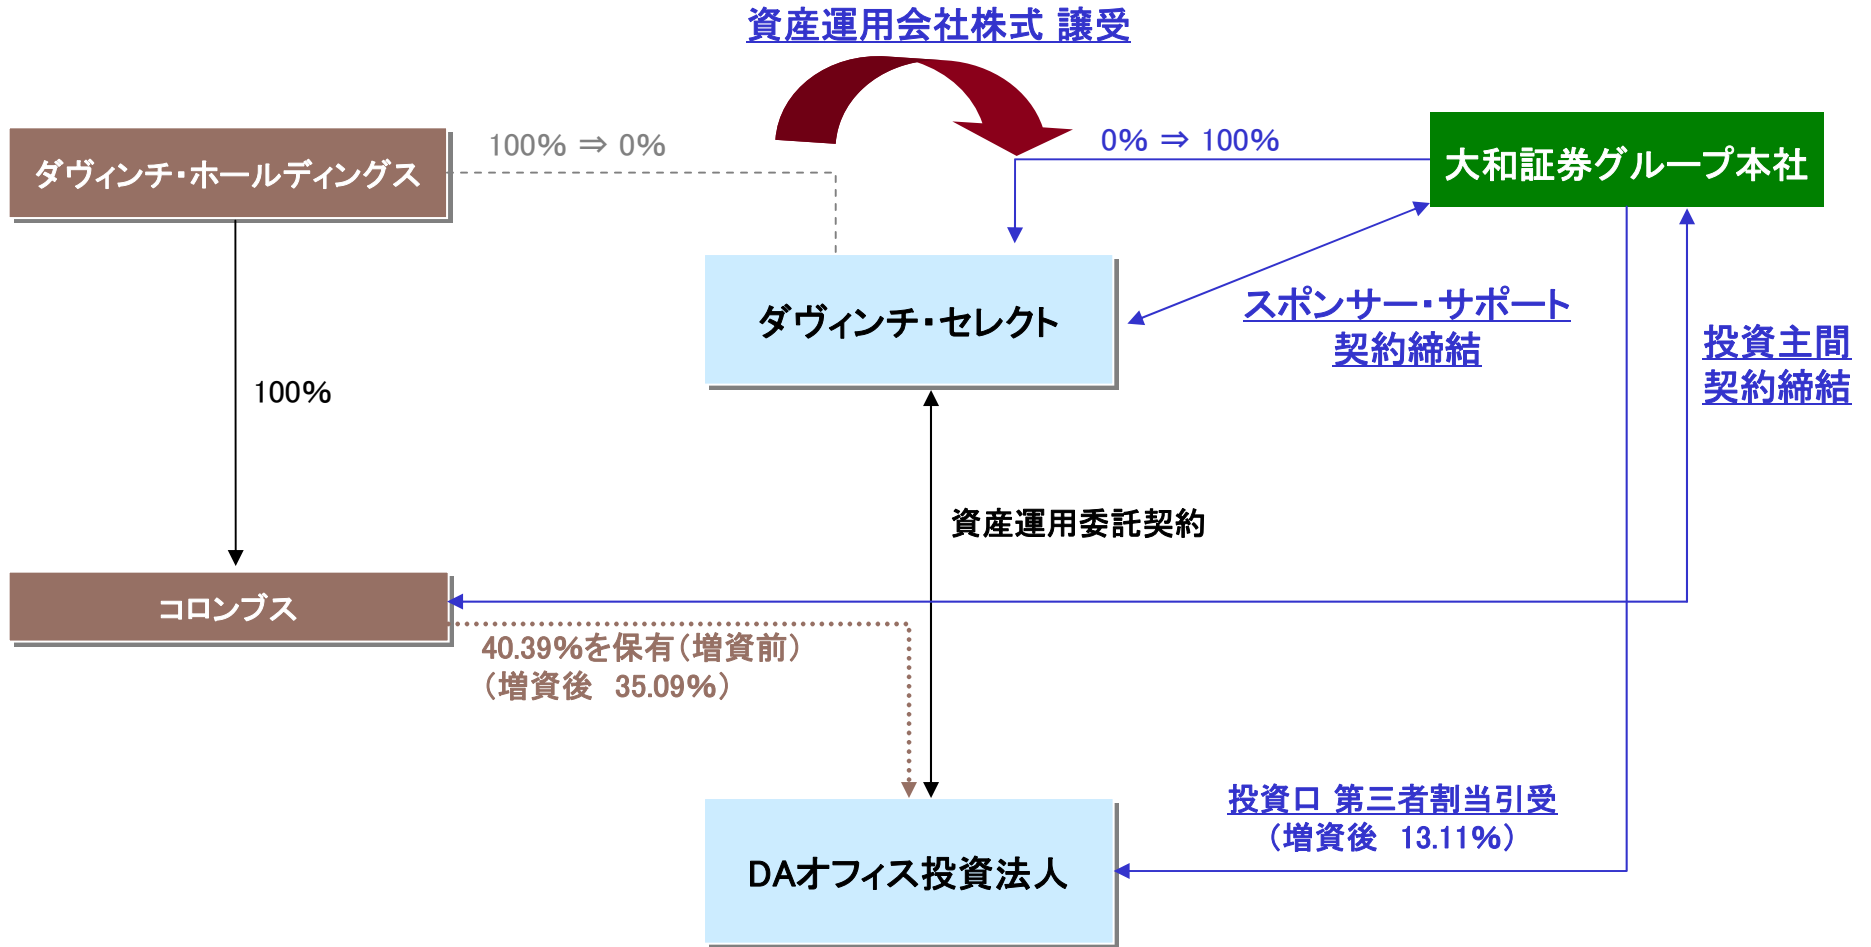 資産運用会社株式 譲受
100% ⇒ 0%
0% ⇒ 100%
ダヴィンチ・ホールディングス
大和証券グループ本社
ダヴィンチ・セレクト
スポンサー・サポート
契約締結
投資主間
契約締結
100%
資産運用委託契約
コロンブス
40.39%を保有（増資前）
（増資後　35.09%）
投資口 第三者割当引受
（増資後　13.11%）
DAオフィス投資法人